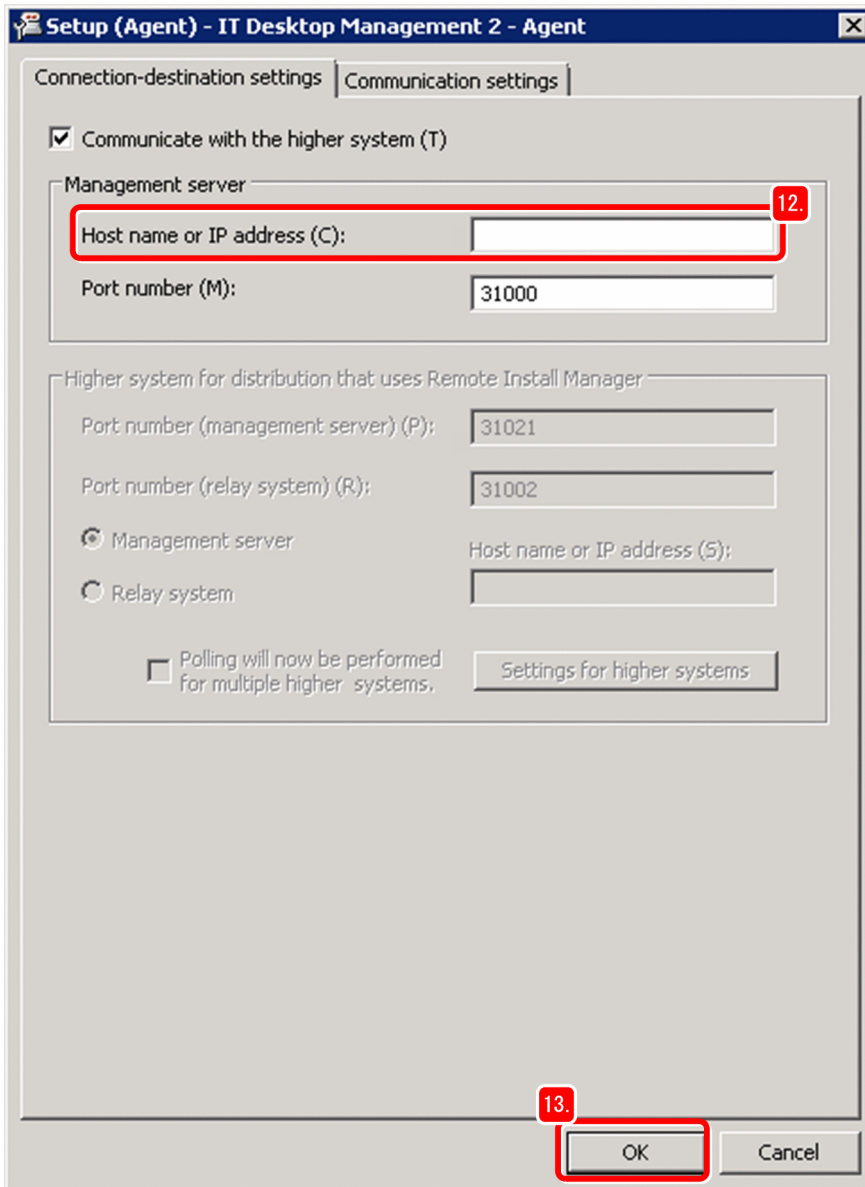 Setup (Agent) - IT Desktop Management 2 - Agent
Connection-destination settings
Communication settings
Communicate with the higher system (T)
Management server
12.
Host name or IP address (C):
Port number (M):
31000
Higher system for distribution that uses Remote Install Manager
Port number (management server) (P):
31021
Port number (relay system) (R):
31002
Management server
Host name or IP address (S):
Relay system
Polling will now be performed
for multiple higher systems.
Settings for higher systems
13.
OK
Cancel